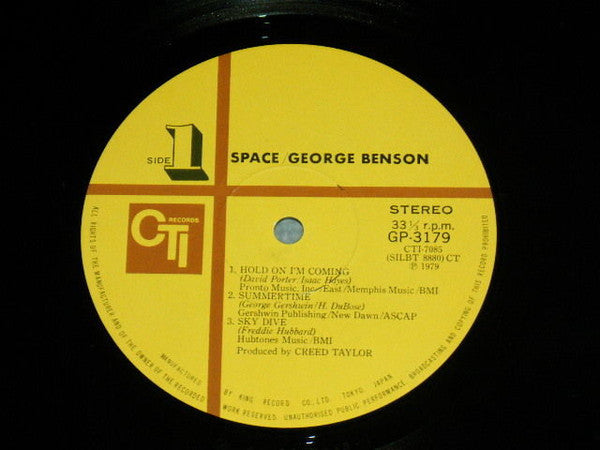 SIDE 1
SPACE / GEORGE BENSON
CTI RECORDS
STEREO
33⅓ r.p.m.
GP-3179
CTI-7085
(SILBT 8880) CT
℗ 1979
1. HOLD ON I'M COMING
(David Porter/Isaac Hayes)
Pronto Music, Inc./East/Memphis Music/BMI
2. SUMMERTIME
(George Gershwin/H. DuBose)
Gershwin Publishing/New Dawn/ASCAP
3. SKY DIVE
(Freddie Hubbard)
Hubtones Music/BMI
Produced by CREED TAYLOR
MANUFACTURED BY KING RECORD CO., LTD. TOKYO JAPAN
ALL RIGHTS OF THE MANUFACTURER AND OF THE OWNER OF THE RECORDED WORK RESERVED. UNAUTHORISED PUBLIC PERFORMANCE, BROADCASTING AND COPYING OF THIS RECORD PROHIBITED